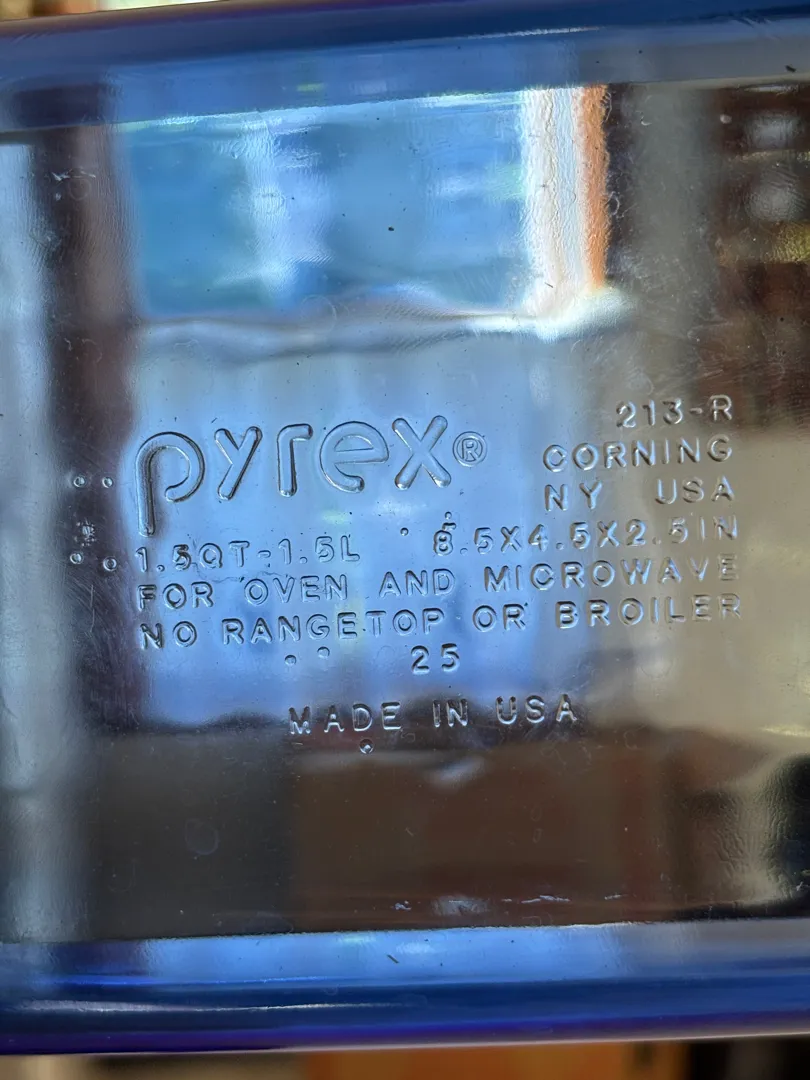 213-R
pyrex® CORNING
NY USA
1.5QT-1.5L 8.5X4.5X2.5IN
FOR OVEN AND MICROWAVE
NO RANGETOP OR BROILER
25
MADE IN USA